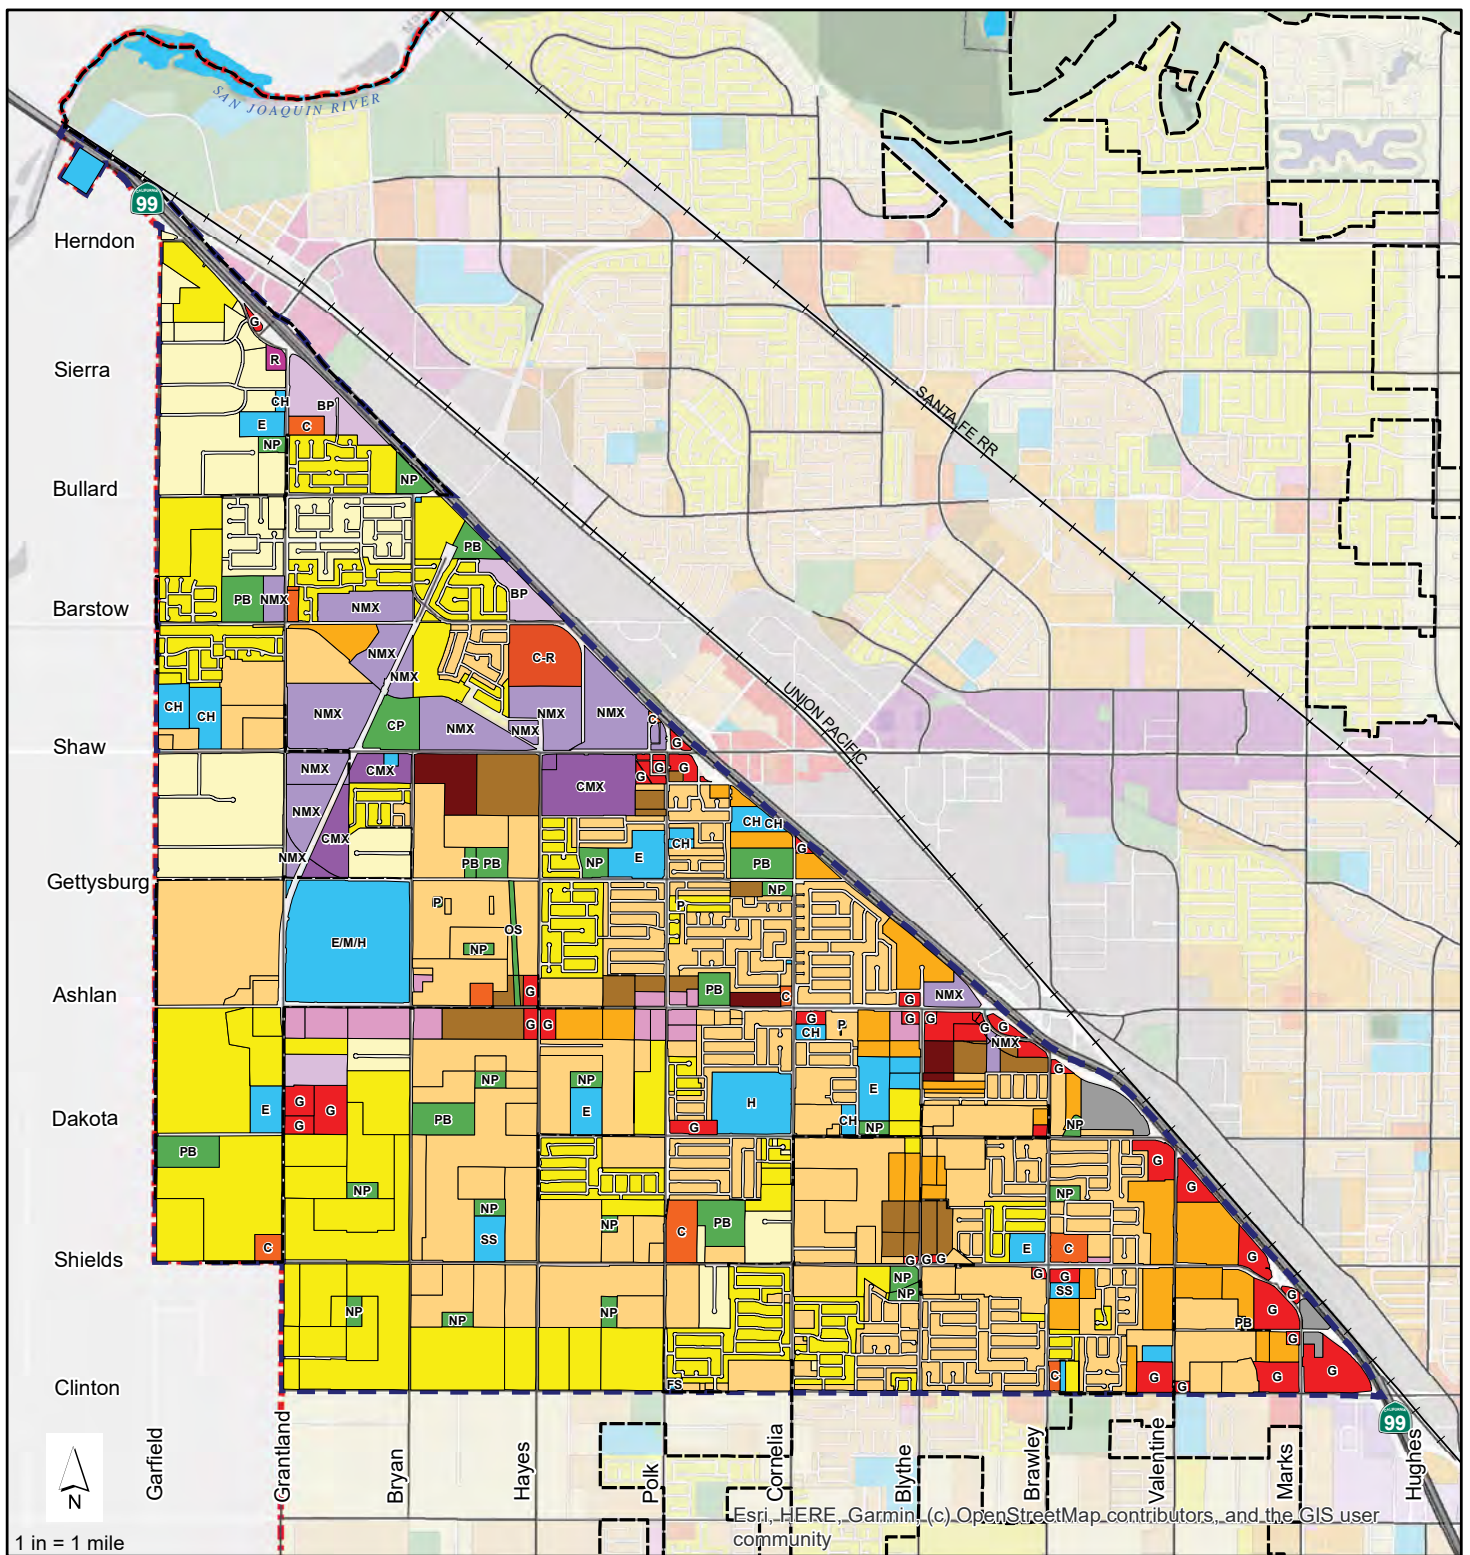 SAN JOAQUIN RIVER
CALIFORNIA
99
Herndon
G
Sierra
R
CH
BP
E
C
NP
NP
Bullard
SANTA FE RR
PB
BP
PB
NMX
NMX
Barstow
NMX
C-R
NMX
CH
CH
NMX
CP
NMX
NMX
NMX
NMX
C
UNION PACIFIC
G
Shaw
NMX
CMX
G
G
G
CMX
NMX
CMX
CH
CH
CH
NMX
PB
PB
NP
E
PB
G
Gettysburg
NP
P
P
E/M/H
OS
NP
PB
C
G
G
NMX
Ashlan
G
G
G
CH
P
G
G
G
G
NMX
G
NP
NP
E
E
G
G
G
PB
E
H
CH
NP
G
NP
Dakota
PB
NP
NP
SS
NP
C
PB
G
G
NP
E
C
G
C
Shields
G
G
G
NP
NP
G
G
SS
G
G
NP
NP
NP
PB
G
G
G
G
C
G
FS
Clinton
CALIFORNIA
99
Garfield
Grantland
Bryan
Hayes
Polk
Cornelia
Blythe
Brawley
Valentine
Marks
Hughes
N
1 in = 1 mile
Esri, HERE, Garmin, (c) OpenStreetMap contributors, and the GIS user
community